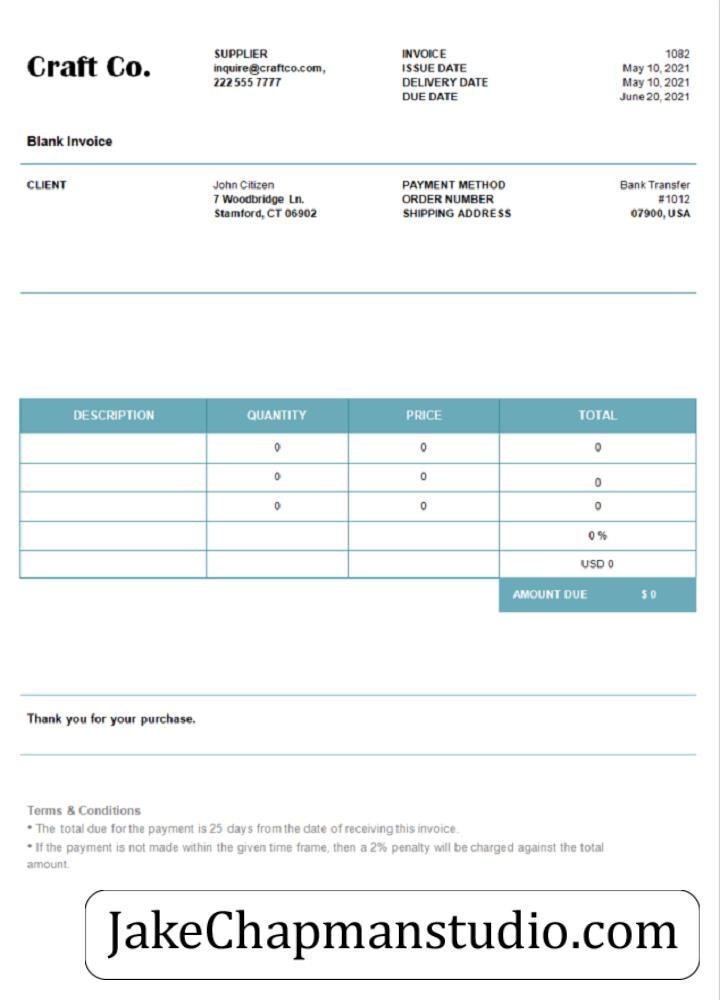 Craft Co.
SUPPLIER
inquire@craftco.com,
222 555 7777
INVOICE 1082
ISSUE DATE May 10, 2021
DELIVERY DATE May 10, 2021
DUE DATE June 20, 2021
Blank Invoice
CLIENT
John Citizen
7 Woodbridge Ln.
Stamford, CT 06902
PAYMENT METHOD Bank Transfer
ORDER NUMBER #1012
SHIPPING ADDRESS 07900, USA
DESCRIPTION QUANTITY PRICE TOTAL
0 0 0
0 0 0
0 0 0
0 %
USD 0
AMOUNT DUE $ 0
Thank you for your purchase.
Terms & Conditions
* The total due for the payment is 25 days from the date of receiving this invoice.
* If the payment is not made within the given time frame, then a 2% penalty will be charged against the total
amount.
JakeChapmanstudio.com